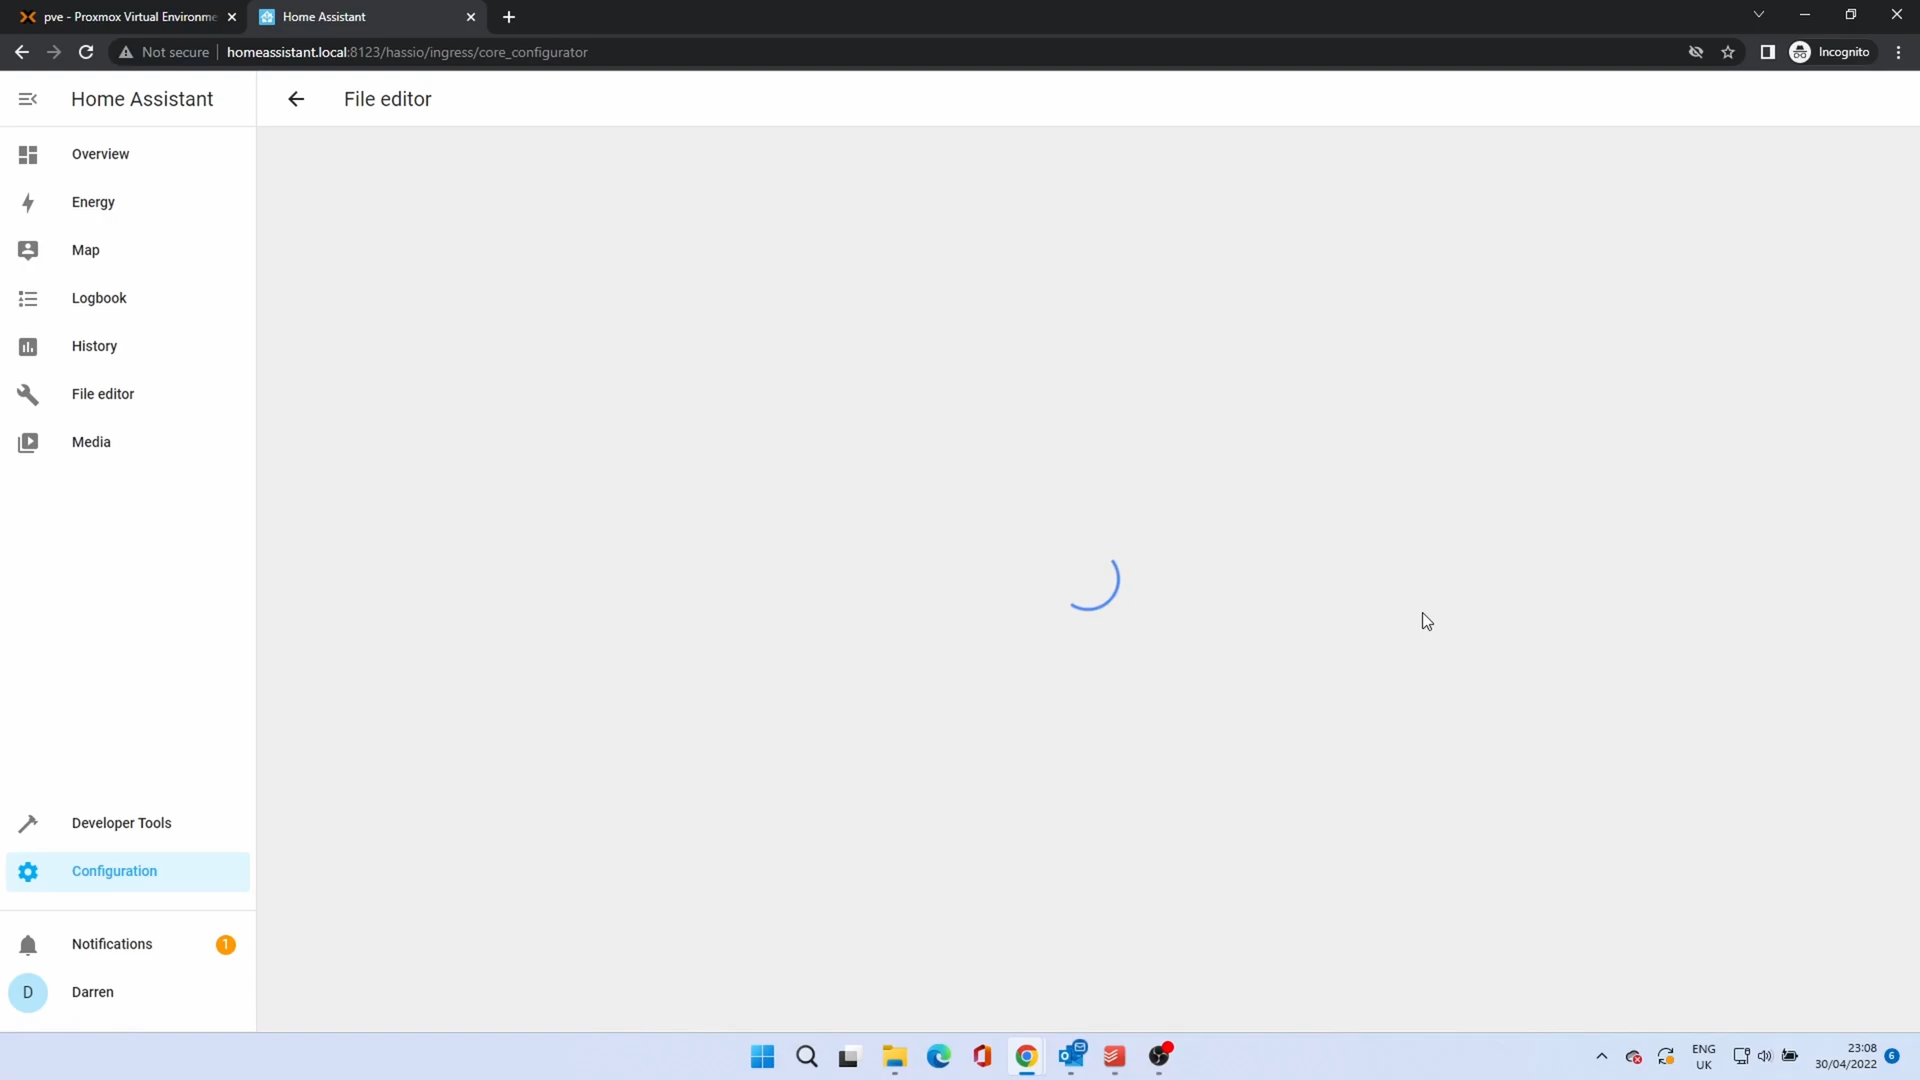 pve - Proxmox Virtual Environme
Home Assistant
Not secure
homeassistant.local:8123/hassio/ingress/core_configurator
Incognito
Home Assistant
File editor
Overview
Energy
Map
Logbook
History
File editor
Media
Developer Tools
Configuration
Notifications
1
D
Darren
ENG
UK
23:08
30/04/2022
6